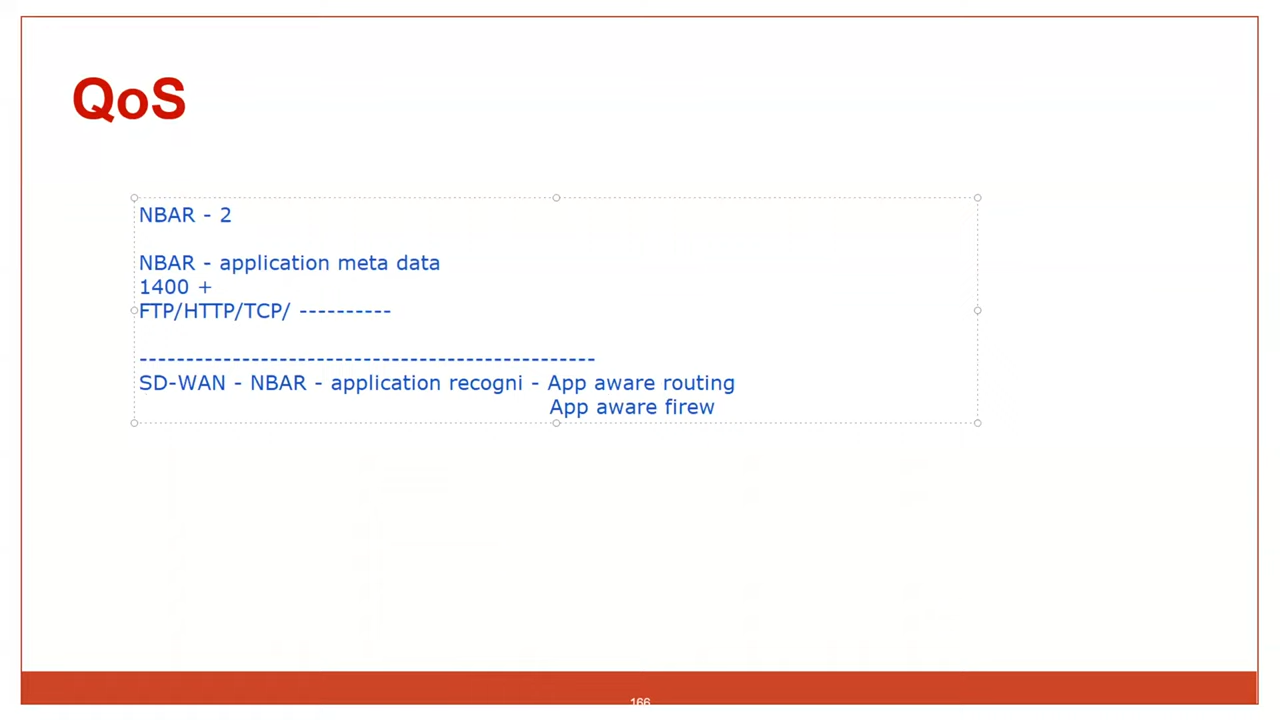 QoS
NBAR - 2
NBAR - application meta data
1400 +
FTP/HTTP/TCP/ ----------
-------------------------------------------------
SD-WAN - NBAR - application recogni - App aware routing
App aware firew
166